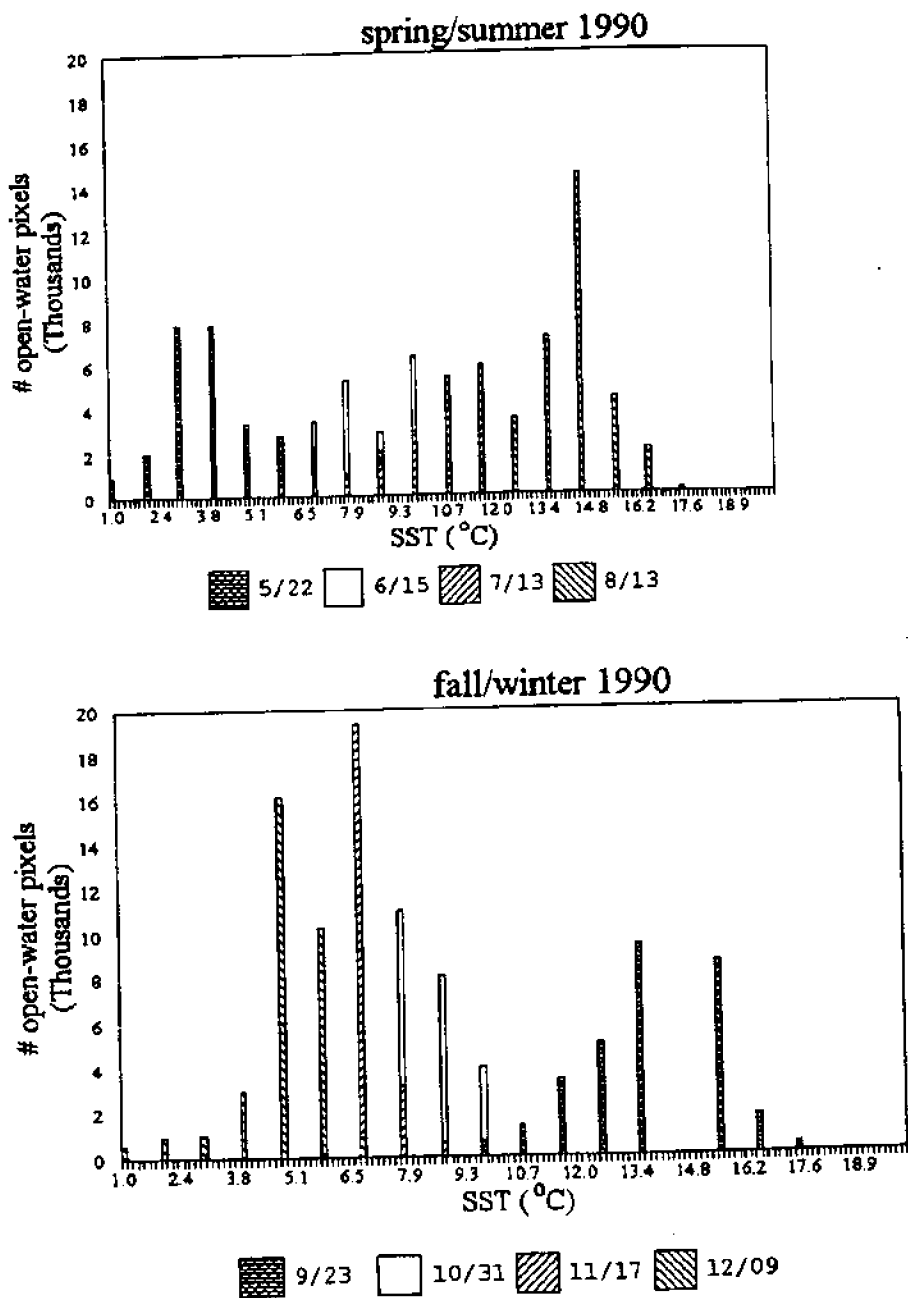 spring/summer 1990
20
18
16
14
12
10
8
6
4
2
0
# open-water pixels
(Thousands)
1.0 2.4 3.8 5.1 6.5 7.9 9.3 10.7 12.0 13.4 14.8 16.2 17.6 18.9
SST (°C)
5/22 6/15 7/13 8/13
fall/winter 1990
20
18
16
14
12
10
8
6
4
2
0
# open-water pixels
(Thousands)
1.0 2.4 3.8 5.1 6.5 7.9 9.3 10.7 12.0 13.4 14.8 16.2 17.6 18.9
SST (°C)
9/23 10/31 11/17 12/09